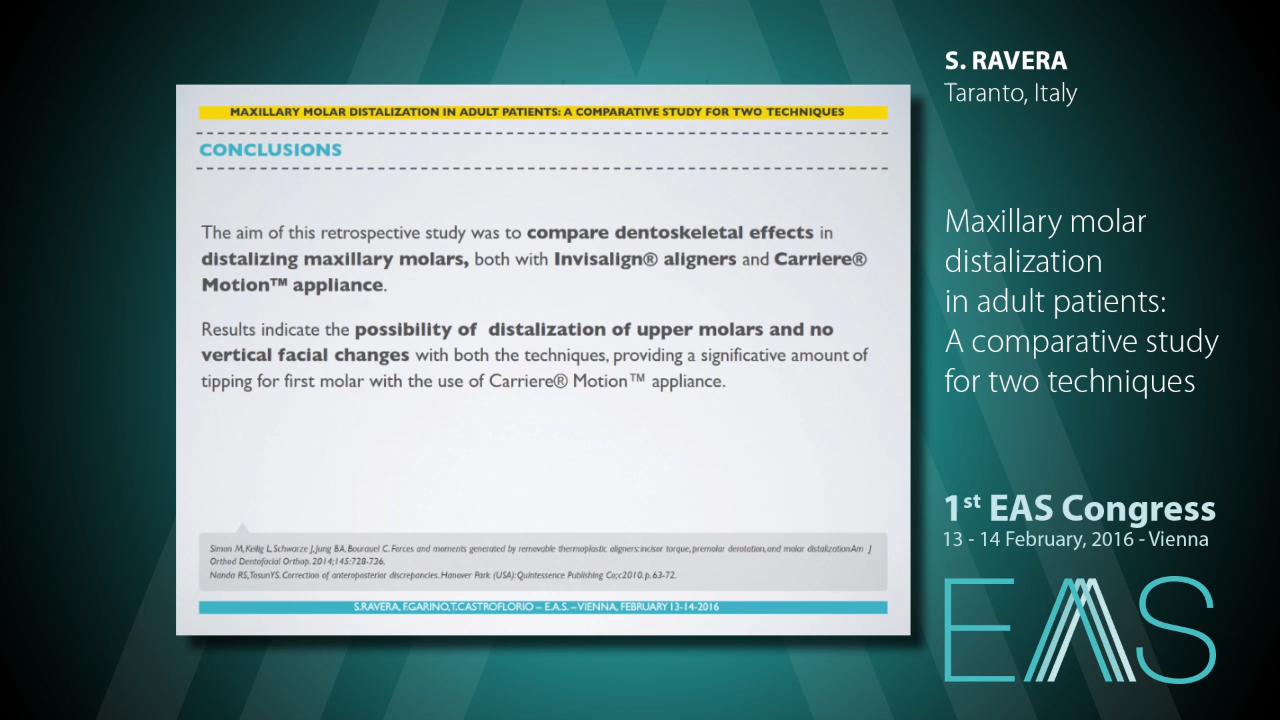 MAXILLARY MOLAR DISTALIZATION IN ADULT PATIENTS: A COMPARATIVE STUDY FOR TWO TECHNIQUES
CONCLUSIONS
The aim of this retrospective study was to compare dentoskeletal effects in
distalizing maxillary molars, both with Invisalign® aligners and Carriere®
Motion™ appliance.
Results indicate the possibility of distalization of upper molars and no
vertical facial changes with both the techniques, providing a significative amount of
tipping for first molar with the use of Carriere® Motion™ appliance.
Simon M, Keilig L, Schwarze J, Jung BA, Bourauel C. Forces and moments generated by removable thermoplastic aligners: incisor torque, premolar derotation, and molar distalization. Am J
Orthod Dentofacial Orthop. 2014;145:728-736.
Nanda RS, Tosun YS. Correction of anteroposterior discrepancies. Hanover Park (USA): Quintessence Publishing Co; c2010. p. 63-72.
S.RAVERA, F.GARINO, T.CASTROFLORIO – E.A.S. – VIENNA, FEBRUARY 13-14-2016
S. RAVERA
Taranto, Italy
Maxillary molar
distalization
in adult patients:
A comparative study
for two techniques
1st EAS Congress
13 - 14 February, 2016 - Vienna
EAS